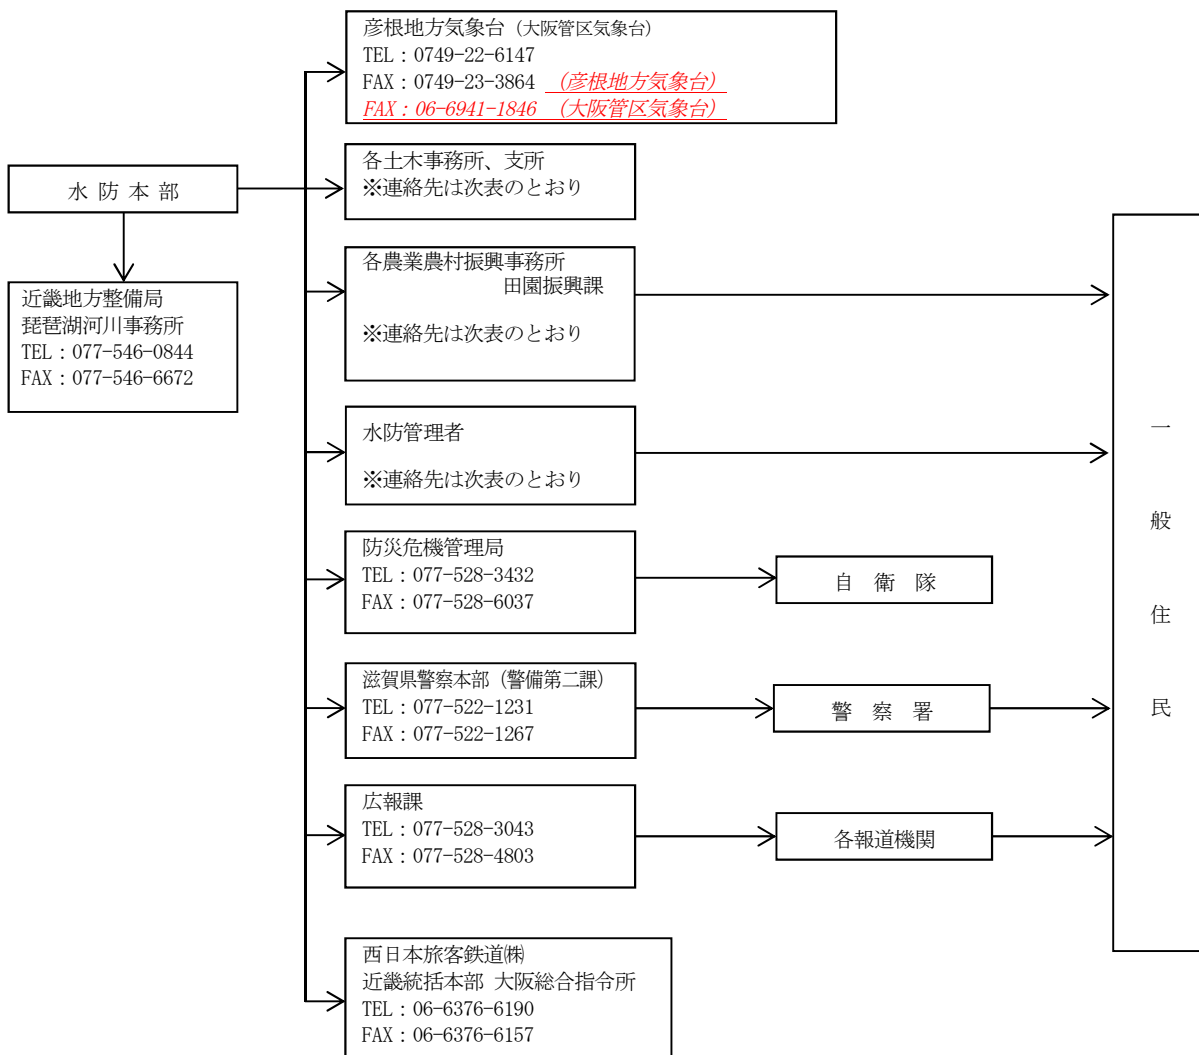 彦根地方気象台（大阪管区気象台）
TEL：0749-22-6147
FAX：0749-23-3864　（彦根地方気象台）
FAX：06-6941-1846　（大阪管区気象台）
各土木事務所、支所
※連絡先は次表のとおり
水 防 本 部
各農業農村振興事務所
田園振興課
※連絡先は次表のとおり
近畿地方整備局
琵琶湖河川事務所
TEL：077-546-0844
FAX：077-546-6672
水防管理者
※連絡先は次表のとおり
防災危機管理局
TEL：077-528-3432
FAX：077-528-6037
自　衛　隊
滋賀県警察本部（警備第二課）
TEL：077-522-1231
FAX：077-522-1267
警　察　署
広報課
TEL：077-528-3043
FAX：077-528-4803
各報道機関
西日本旅客鉄道㈱
近畿統括本部 大阪総合指令所
TEL：06-6376-6190
FAX：06-6376-6157
一般住民